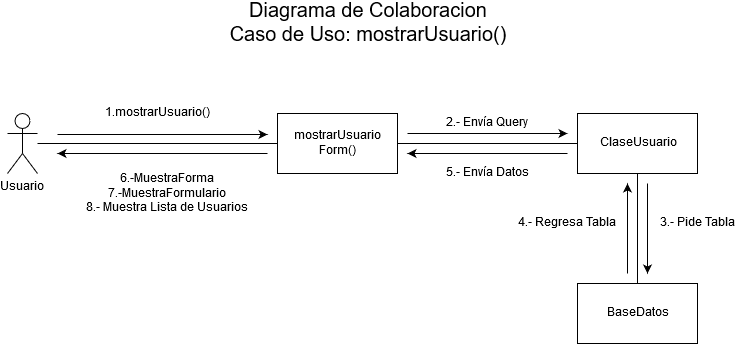 Diagrama de Colaboracion
Caso de Uso: mostrarUsuario()
1.mostrarUsuario()
2.- Envía Query
mostrarUsuario
Form()
ClaseUsuario
Usuario
6.-MuestraForma
7.-MuestraFormulario
8.- Muestra Lista de Usuarios
5.- Envía Datos
4.- Regresa Tabla
3.- Pide Tabla
BaseDatos